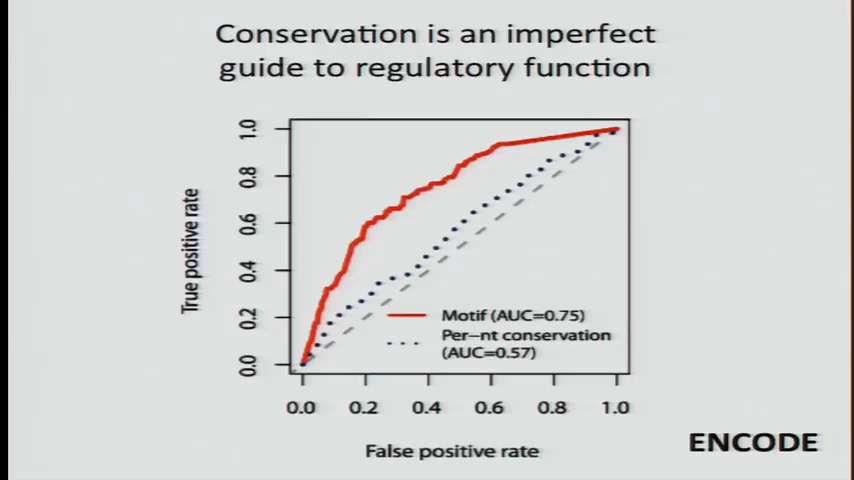 Conservation is an imperfect
guide to regulatory function
True positive rate
1.0
0.8
0.6
0.4
0.2
0.0
Motif (AUC=0.75)
Per-nt conservation
(AUC=0.57)
0.0 0.2 0.4 0.6 0.8 1.0
False positive rate
ENCODE